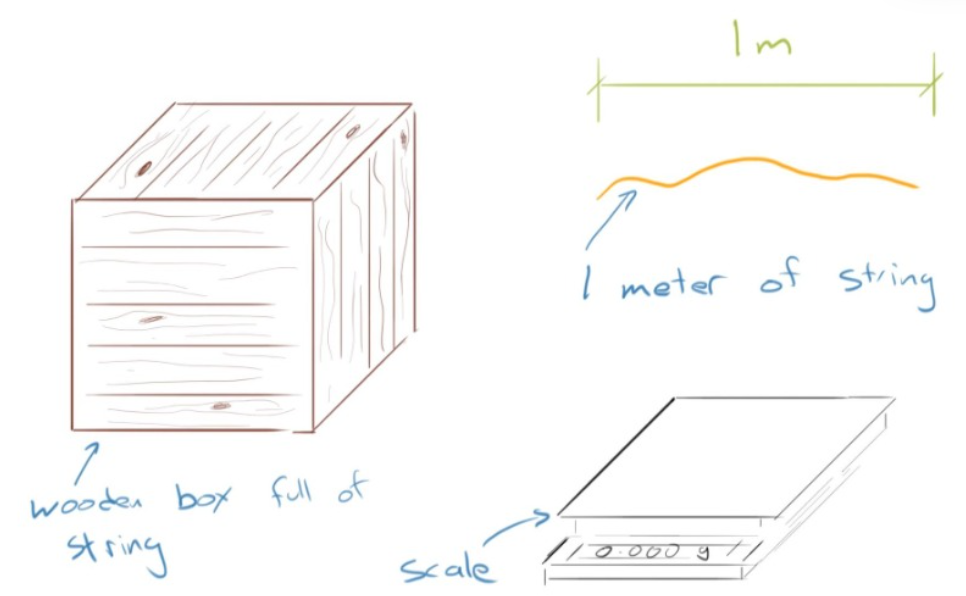 1m
1 meter of string
wooden box full of
string
scale
0.000 g